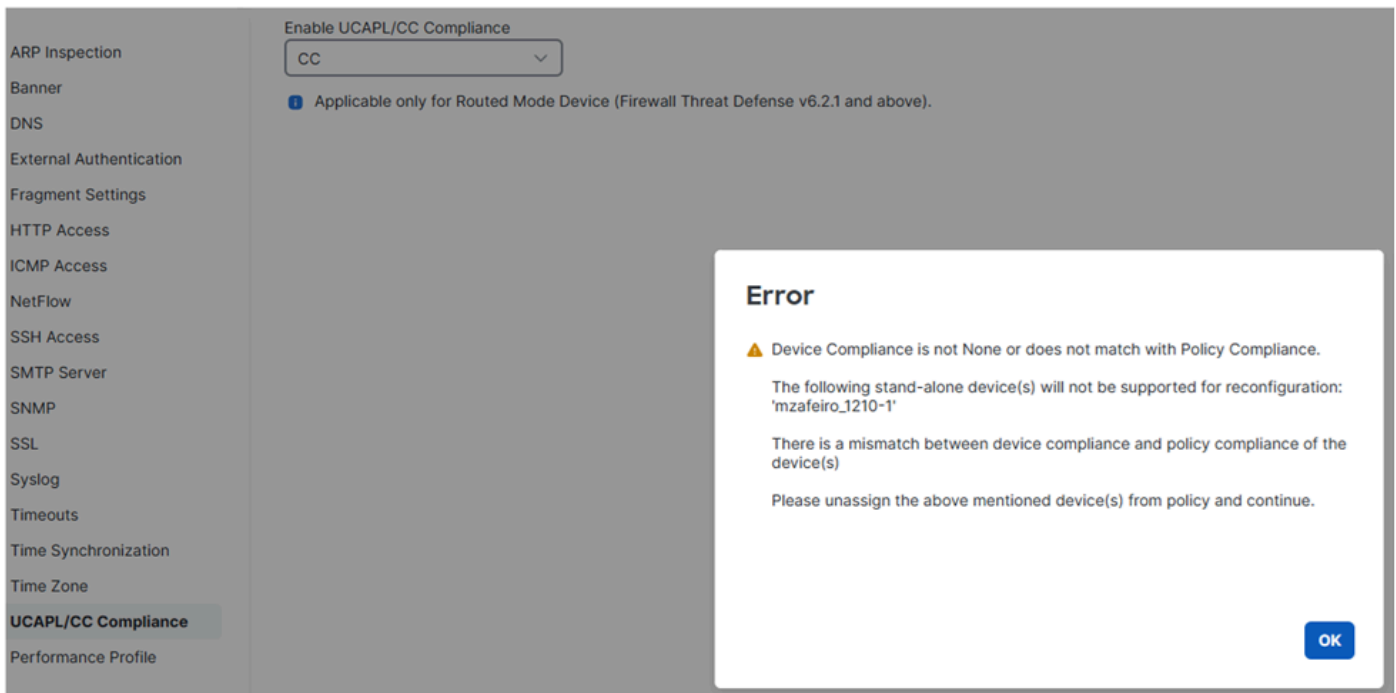 Enable UCAPL/CC Compliance
CC
Applicable only for Routed Mode Device (Firewall Threat Defense v6.2.1 and above).
ARP Inspection
Banner
DNS
External Authentication
Fragment Settings
HTTP Access
ICMP Access
NetFlow
SSH Access
SMTP Server
SNMP
SSL
Syslog
Timeouts
Time Synchronization
Time Zone
UCAPL/CC Compliance
Performance Profile
Error
Device Compliance is not None or does not match with Policy Compliance.
The following stand-alone device(s) will not be supported for reconfiguration:
'mzafeiro_1210-1'
There is a mismatch between device compliance and policy compliance of the
device(s)
Please unassign the above mentioned device(s) from policy and continue.
OK